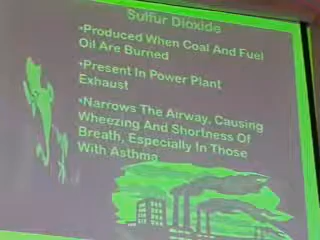 Sulfur Dioxide
•Produced When Coal And Fuel
Oil Are Burned
•Present In Power Plant
Exhaust
•Narrows The Airway, Causing
Wheezing And Shortness Of
Breath, Especially In Those
With Asthma